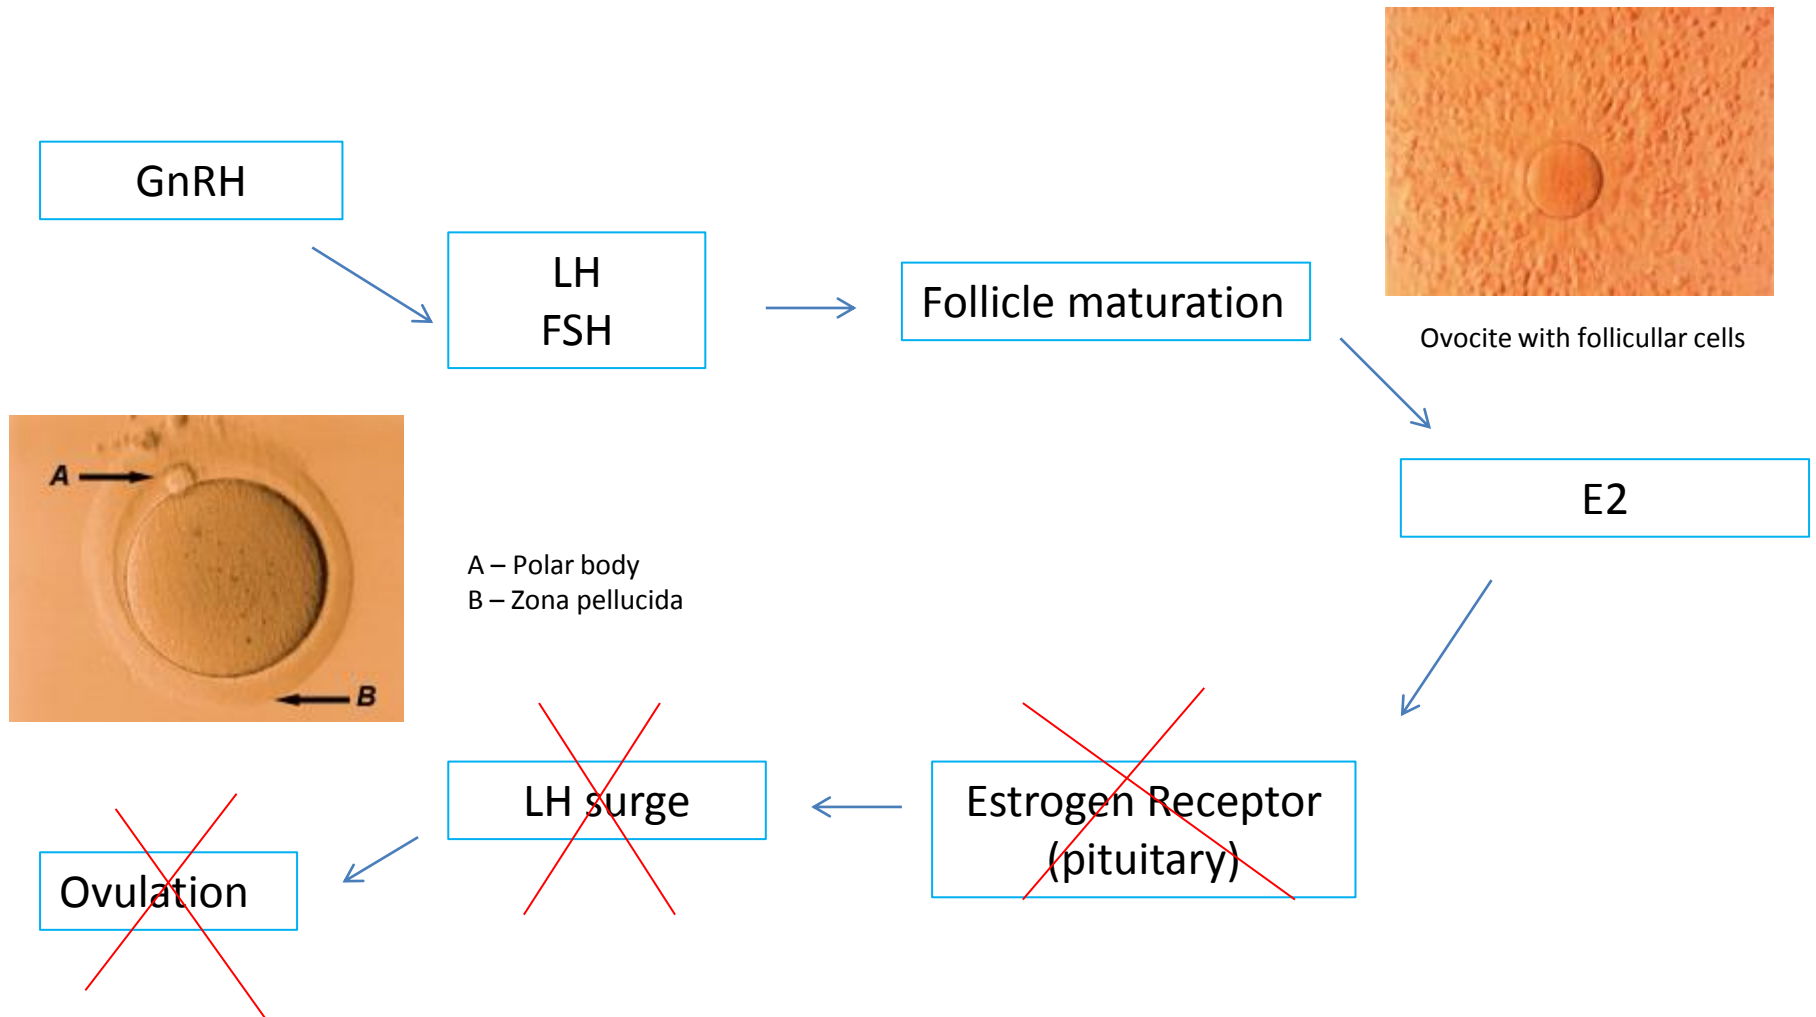 GnRH
LH
FSH
Follicle maturation
Ovocite with follicullar cells
E2
A
B
A – Polar body
B – Zona pellucida
Estrogen Receptor
(pituitary)
LH surge
Ovulation